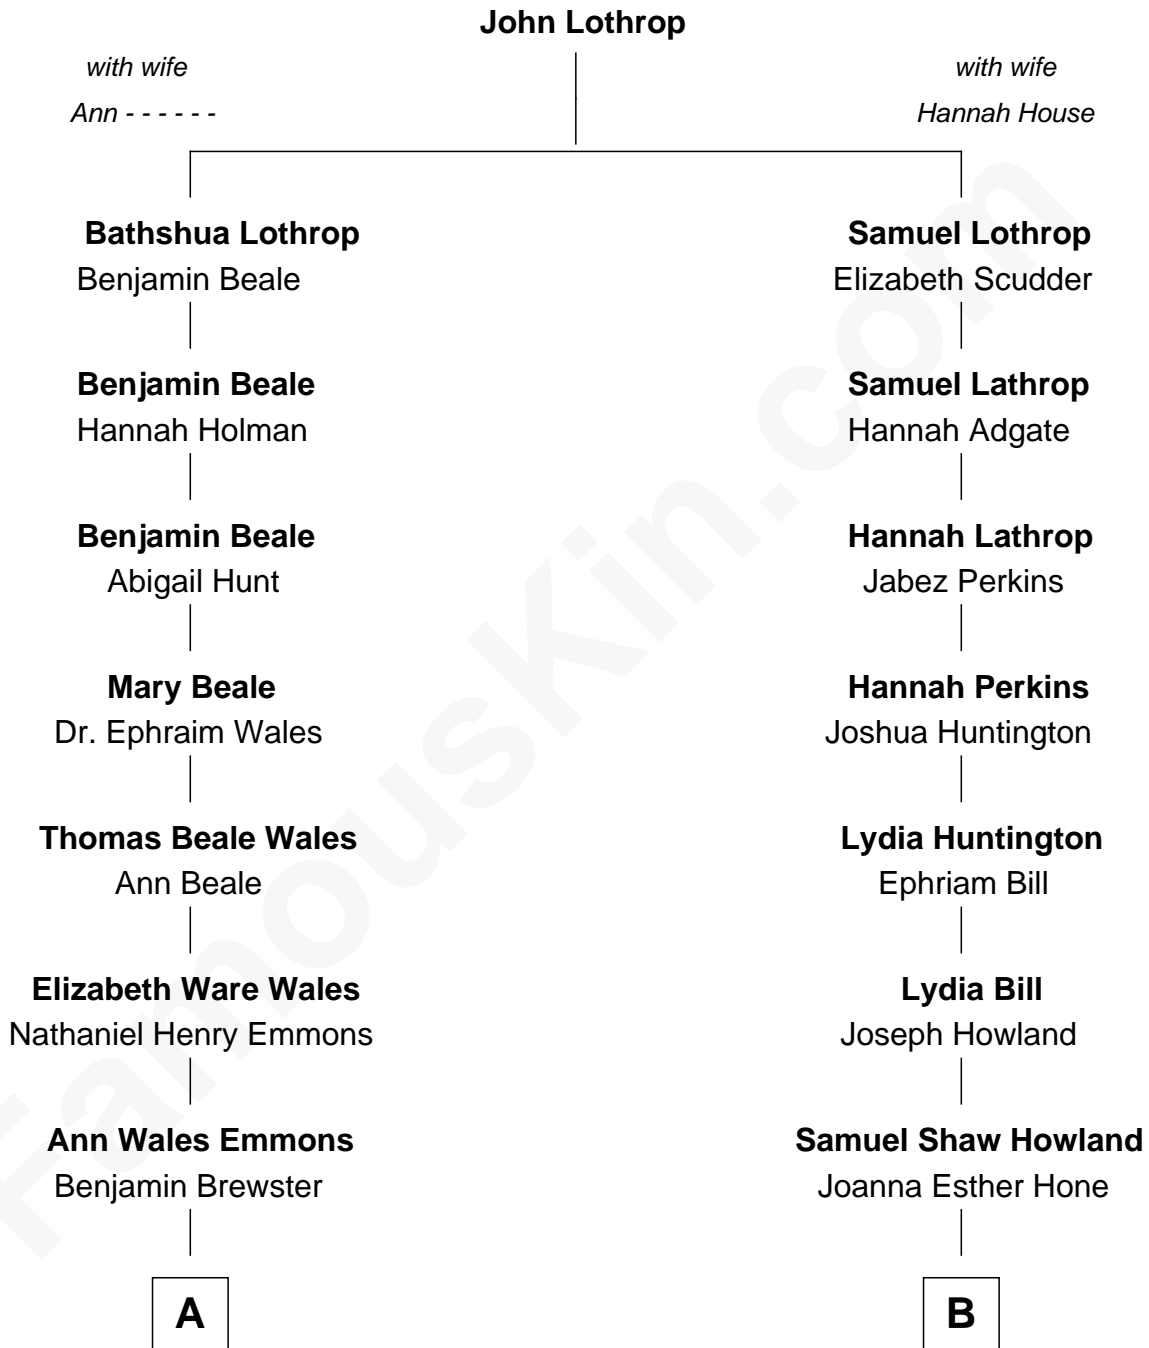 John Lothrop
with wife
Ann - - - - - -
with wife
Hannah House
Bathshua Lothrop
Benjamin Beale
Benjamin Beale
Hannah Holman
Benjamin Beale
Abigail Hunt
Mary Beale
Dr. Ephraim Wales
Thomas Beale Wales
Ann Beale
Elizabeth Ware Wales
Nathaniel Henry Emmons
Ann Wales Emmons
Benjamin Brewster
A
Samuel Lothrop
Elizabeth Scudder
Samuel Lathrop
Hannah Adgate
Hannah Lathrop
Jabez Perkins
Hannah Perkins
Joshua Huntington
Lydia Huntington
Ephriam Bill
Lydia Bill
Joseph Howland
Samuel Shaw Howland
Joanna Esther Hone
B
FamousKin.com